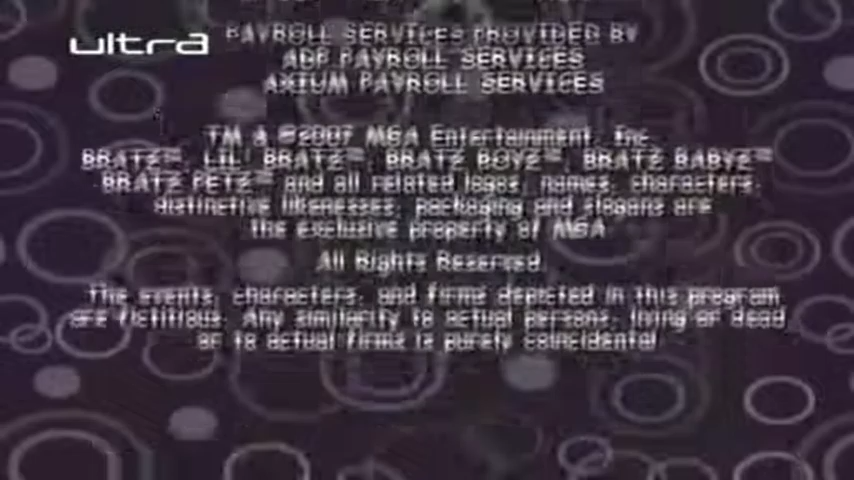 ultra
PAYROLL SERVICES PROVIDED BY
ADP PAYROLL SERVICES
AXIUM PAYROLL SERVICES
TM & ©2007 MGA Entertainment, Inc.
BRATZ™, LIL' BRATZ™, BRATZ BOYZ™, BRATZ BABYZ™
BRATZ PETZ™ and all related logos, names, characters,
distinctive likenesses, packaging and slogans are
the exclusive property of MGA
All Rights Reserved.
The events, characters, and firms depicted in this program
are fictitious. Any similarity to actual persons, living or dead
or to actual firms is purely coincidental